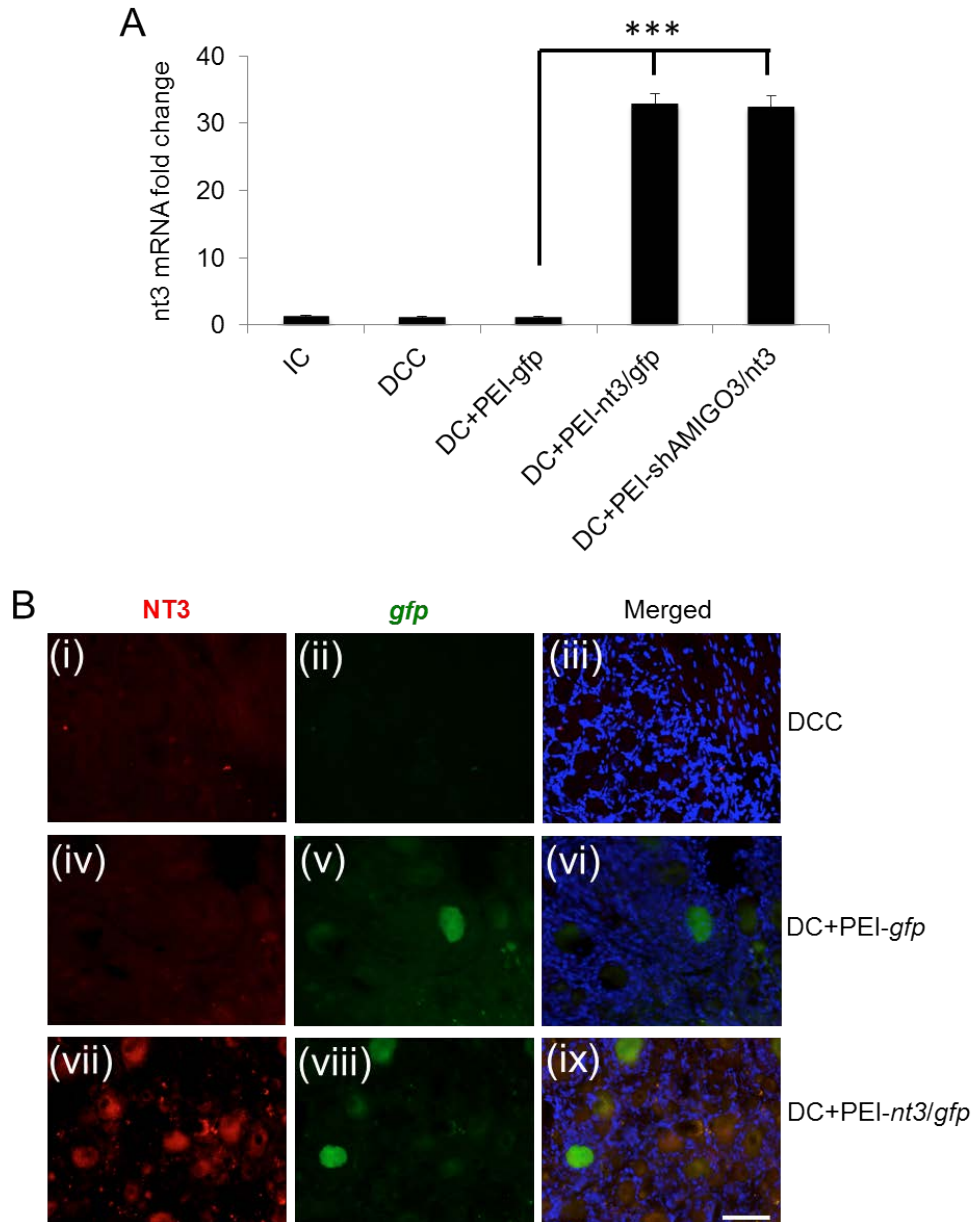 A
***
40
30
20
10
0
nt3 mRNA fold change
IC
DCC
DC+PEI-gfp
DC+PEI-nt3/gfp
DC+PEI-shAMIGO3/nt3
B
NT3
gfp
Merged
(i)
(ii)
(iii)
DCC
(iv)
(v)
(vi)
DC+PEI-gfp
(vii)
(viii)
(ix)
DC+PEI-nt3/gfp